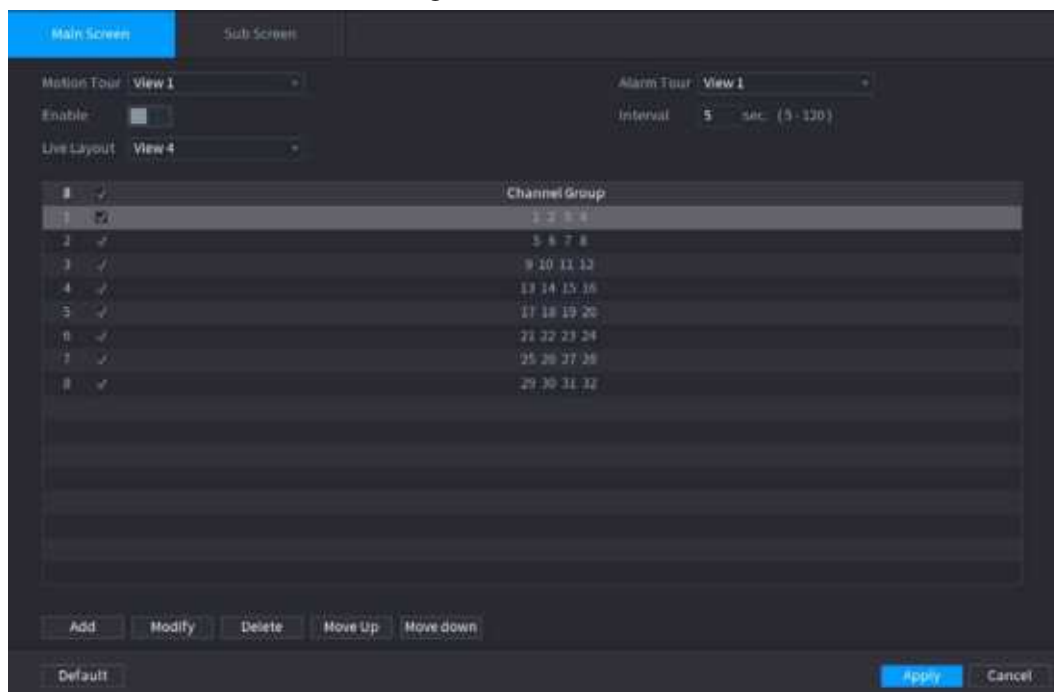 Main Screen Sub Screen
Motion Tour View 1 Alarm Tour View 1
Enable Interval 5 sec. (5-120)
Live Layout View 4
8 Channel Group
1 1 2 3 4
2 5 6 7 8
3 9 10 11 12
4 13 14 15 16
5 17 18 19 20
6 21 22 23 24
7 25 26 27 28
8 29 30 31 32
Add Modify Delete Move Up Move down
Default Apply Cancel